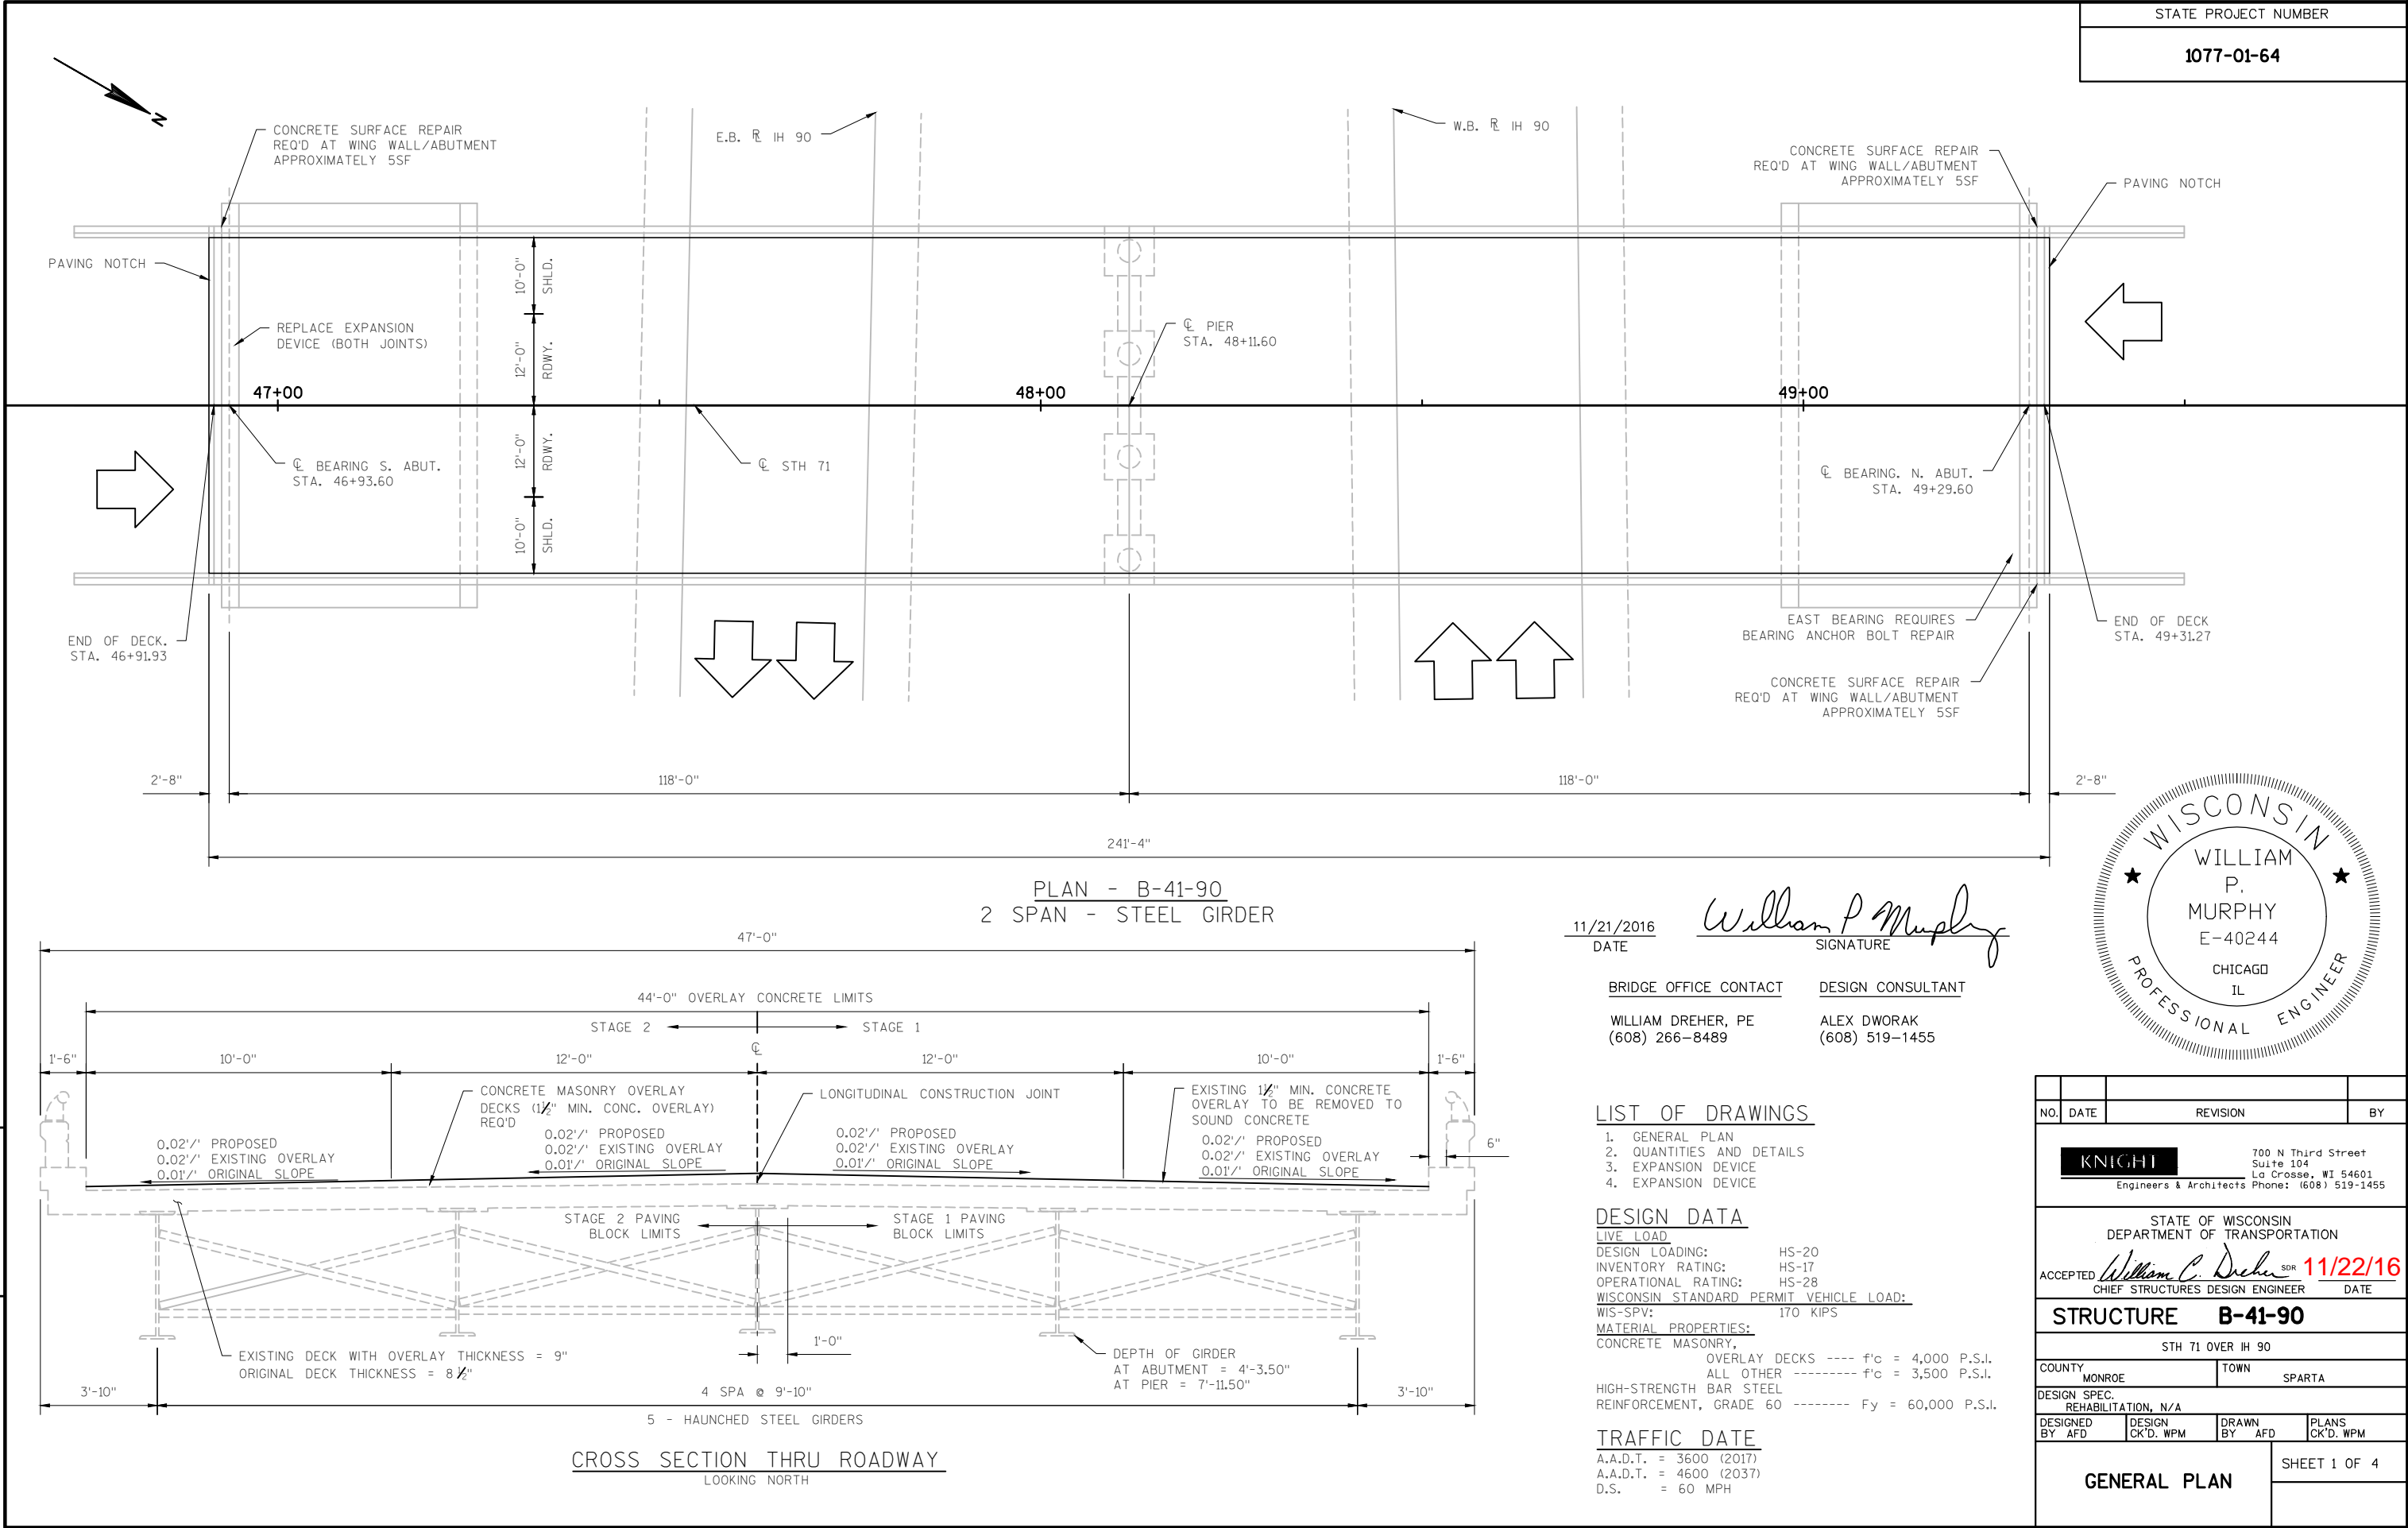 STATE PROJECT NUMBER
1077-01-64
N
CONCRETE SURFACE REPAIR
REQ'D AT WING WALL/ABUTMENT
APPROXIMATELY 5SF
E.B. R IH 90
W.B. R IH 90
CONCRETE SURFACE REPAIR
REQ'D AT WING WALL/ABUTMENT
APPROXIMATELY 5SF
PAVING NOTCH
PAVING NOTCH
10'-0" SHLD.
12'-0" RDWY.
12'-0" RDWY.
10'-0" SHLD.
REPLACE EXPANSION
DEVICE (BOTH JOINTS)
℄ PIER
STA. 48+11.60
47+00
48+00
49+00
℄ BEARING S. ABUT.
STA. 46+93.60
℄ STH 71
℄ BEARING. N. ABUT.
STA. 49+29.60
END OF DECK.
STA. 46+91.93
EAST BEARING REQUIRES
BEARING ANCHOR BOLT REPAIR
END OF DECK
STA. 49+31.27
CONCRETE SURFACE REPAIR
REQ'D AT WING WALL/ABUTMENT
APPROXIMATELY 5SF
2'-8"
118'-0"
118'-0"
2'-8"
241'-4"
PLAN - B-41-90
2 SPAN - STEEL GIRDER
WISCONSIN
WILLIAM
P.
MURPHY
E-40244
CHICAGO
IL
PROFESSIONAL ENGINEER
11/21/2016
DATE
William P Murphy
SIGNATURE
BRIDGE OFFICE CONTACT
WILLIAM DREHER, PE
(608) 266-8489
DESIGN CONSULTANT
ALEX DWORAK
(608) 519-1455
47'-0"
44'-0" OVERLAY CONCRETE LIMITS
STAGE 2
STAGE 1
℄
1'-6"
10'-0"
12'-0"
12'-0"
10'-0"
1'-6"
CONCRETE MASONRY OVERLAY
DECKS (1½" MIN. CONC. OVERLAY)
REQ'D
LONGITUDINAL CONSTRUCTION JOINT
EXISTING 1½" MIN. CONCRETE
OVERLAY TO BE REMOVED TO
SOUND CONCRETE
0.02'/' PROPOSED
0.02'/' EXISTING OVERLAY
0.01'/' ORIGINAL SLOPE
0.02'/' PROPOSED
0.02'/' EXISTING OVERLAY
0.01'/' ORIGINAL SLOPE
0.02'/' PROPOSED
0.02'/' EXISTING OVERLAY
0.01'/' ORIGINAL SLOPE
0.02'/' PROPOSED
0.02'/' EXISTING OVERLAY
0.01'/' ORIGINAL SLOPE
6"
STAGE 2 PAVING
BLOCK LIMITS
STAGE 1 PAVING
BLOCK LIMITS
1'-0"
EXISTING DECK WITH OVERLAY THICKNESS = 9"
ORIGINAL DECK THICKNESS = 8½"
DEPTH OF GIRDER
AT ABUTMENT = 4'-3.50"
AT PIER = 7'-11.50"
3'-10"
4 SPA @ 9'-10"
3'-10"
5 - HAUNCHED STEEL GIRDERS
CROSS SECTION THRU ROADWAY
LOOKING NORTH
LIST OF DRAWINGS
1. GENERAL PLAN
2. QUANTITIES AND DETAILS
3. EXPANSION DEVICE
4. EXPANSION DEVICE
DESIGN DATA
LIVE LOAD
DESIGN LOADING: HS-20
INVENTORY RATING: HS-17
OPERATIONAL RATING: HS-28
WISCONSIN STANDARD PERMIT VEHICLE LOAD:
WIS-SPV: 170 KIPS
MATERIAL PROPERTIES:
CONCRETE MASONRY,
OVERLAY DECKS ---- f'c = 4,000 P.S.I.
ALL OTHER -------- f'c = 3,500 P.S.I.
HIGH-STRENGTH BAR STEEL
REINFORCEMENT, GRADE 60 -------- Fy = 60,000 P.S.I.
TRAFFIC DATE
A.A.D.T. = 3600 (2017)
A.A.D.T. = 4600 (2037)
D.S. = 60 MPH
NO. DATE REVISION BY
KNIGHT
Engineers & Architects
700 N Third Street
Suite 104
La Crosse, WI 54601
Phone: (608) 519-1455
STATE OF WISCONSIN
DEPARTMENT OF TRANSPORTATION
ACCEPTED William C. Dreher SDR 11/22/16
CHIEF STRUCTURES DESIGN ENGINEER DATE
STRUCTURE B-41-90
STH 71 OVER IH 90
COUNTY MONROE
TOWN SPARTA
DESIGN SPEC.
REHABILITATION, N/A
DESIGNED BY AFD
DESIGN CK'D. WPM
DRAWN BY AFD
PLANS CK'D. WPM
GENERAL PLAN
SHEET 1 OF 4